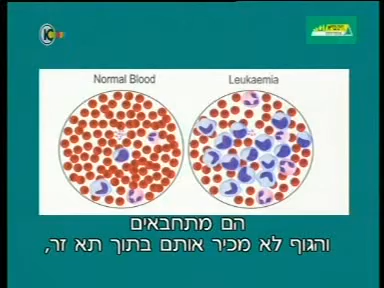 Normal Blood
Leukaemia
הם מתחבאים
והגוף לא מכיר אותם בתוך תא זר,